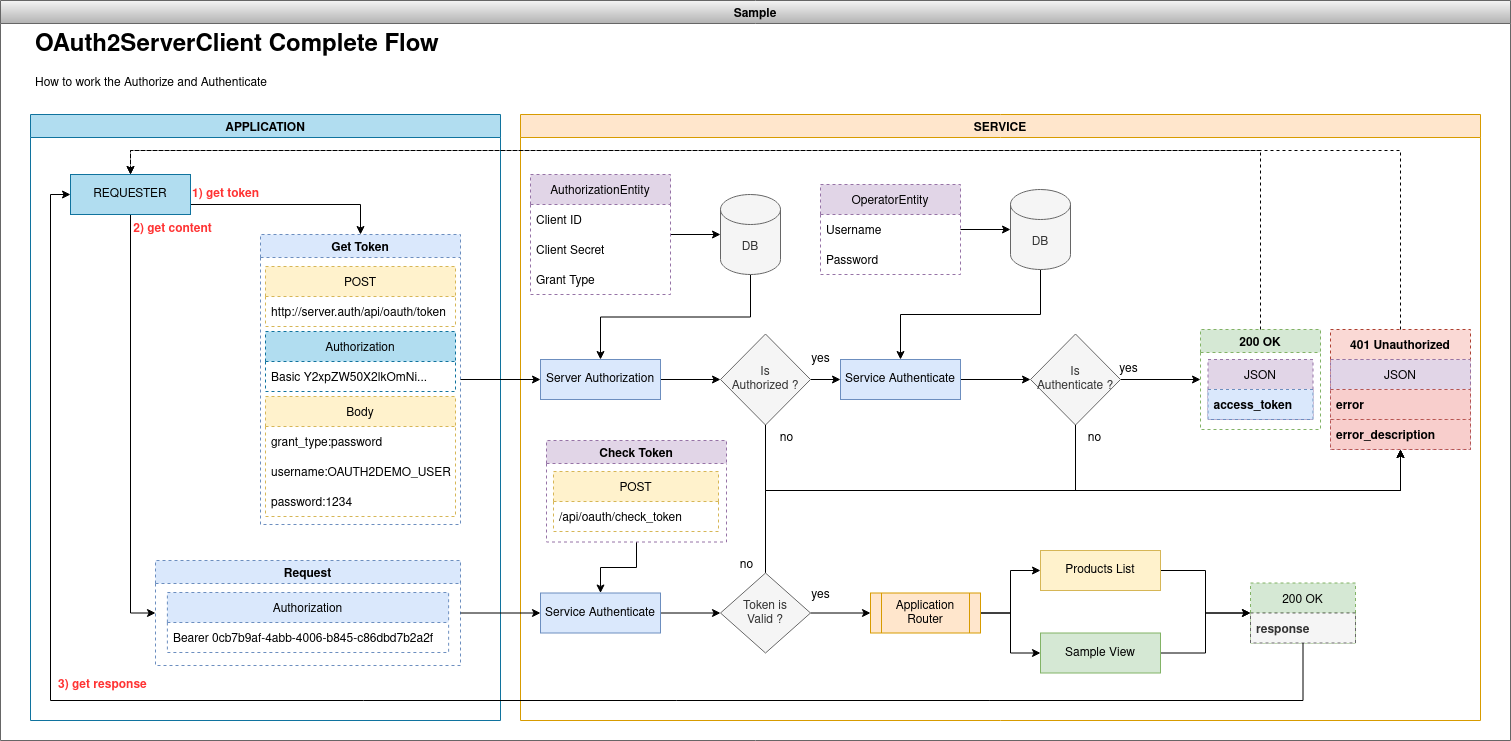 Sample
OAuth2ServerClient Complete Flow
How to work the Authorize and Authenticate
APPLICATION
REQUESTER
1) get token
2) get content
Get Token
POST
http://server.auth/api/oauth/token
Authorization
Basic Y2xpZW50X2lkOmNi...
Body
grant_type:password
username:OAUTH2DEMO_USER
password:1234
Request
Authorization
Bearer 0cb7b9af-4abb-4006-b845-c86dbd7b2a2f
3) get response
SERVICE
AuthorizationEntity
Client ID
Client Secret
Grant Type
DB
OperatorEntity
Username
Password
DB
Server Authorization
Is
Authorized ?
yes
no
Service Authenticate
Is
Authenticate ?
yes
no
200 OK
JSON
access_token
401 Unauthorized
JSON
error
error_description
Check Token
POST
/api/oauth/check_token
Service Authenticate
no
Token is
Valid ?
yes
Application
Router
Products List
Sample View
200 OK
response